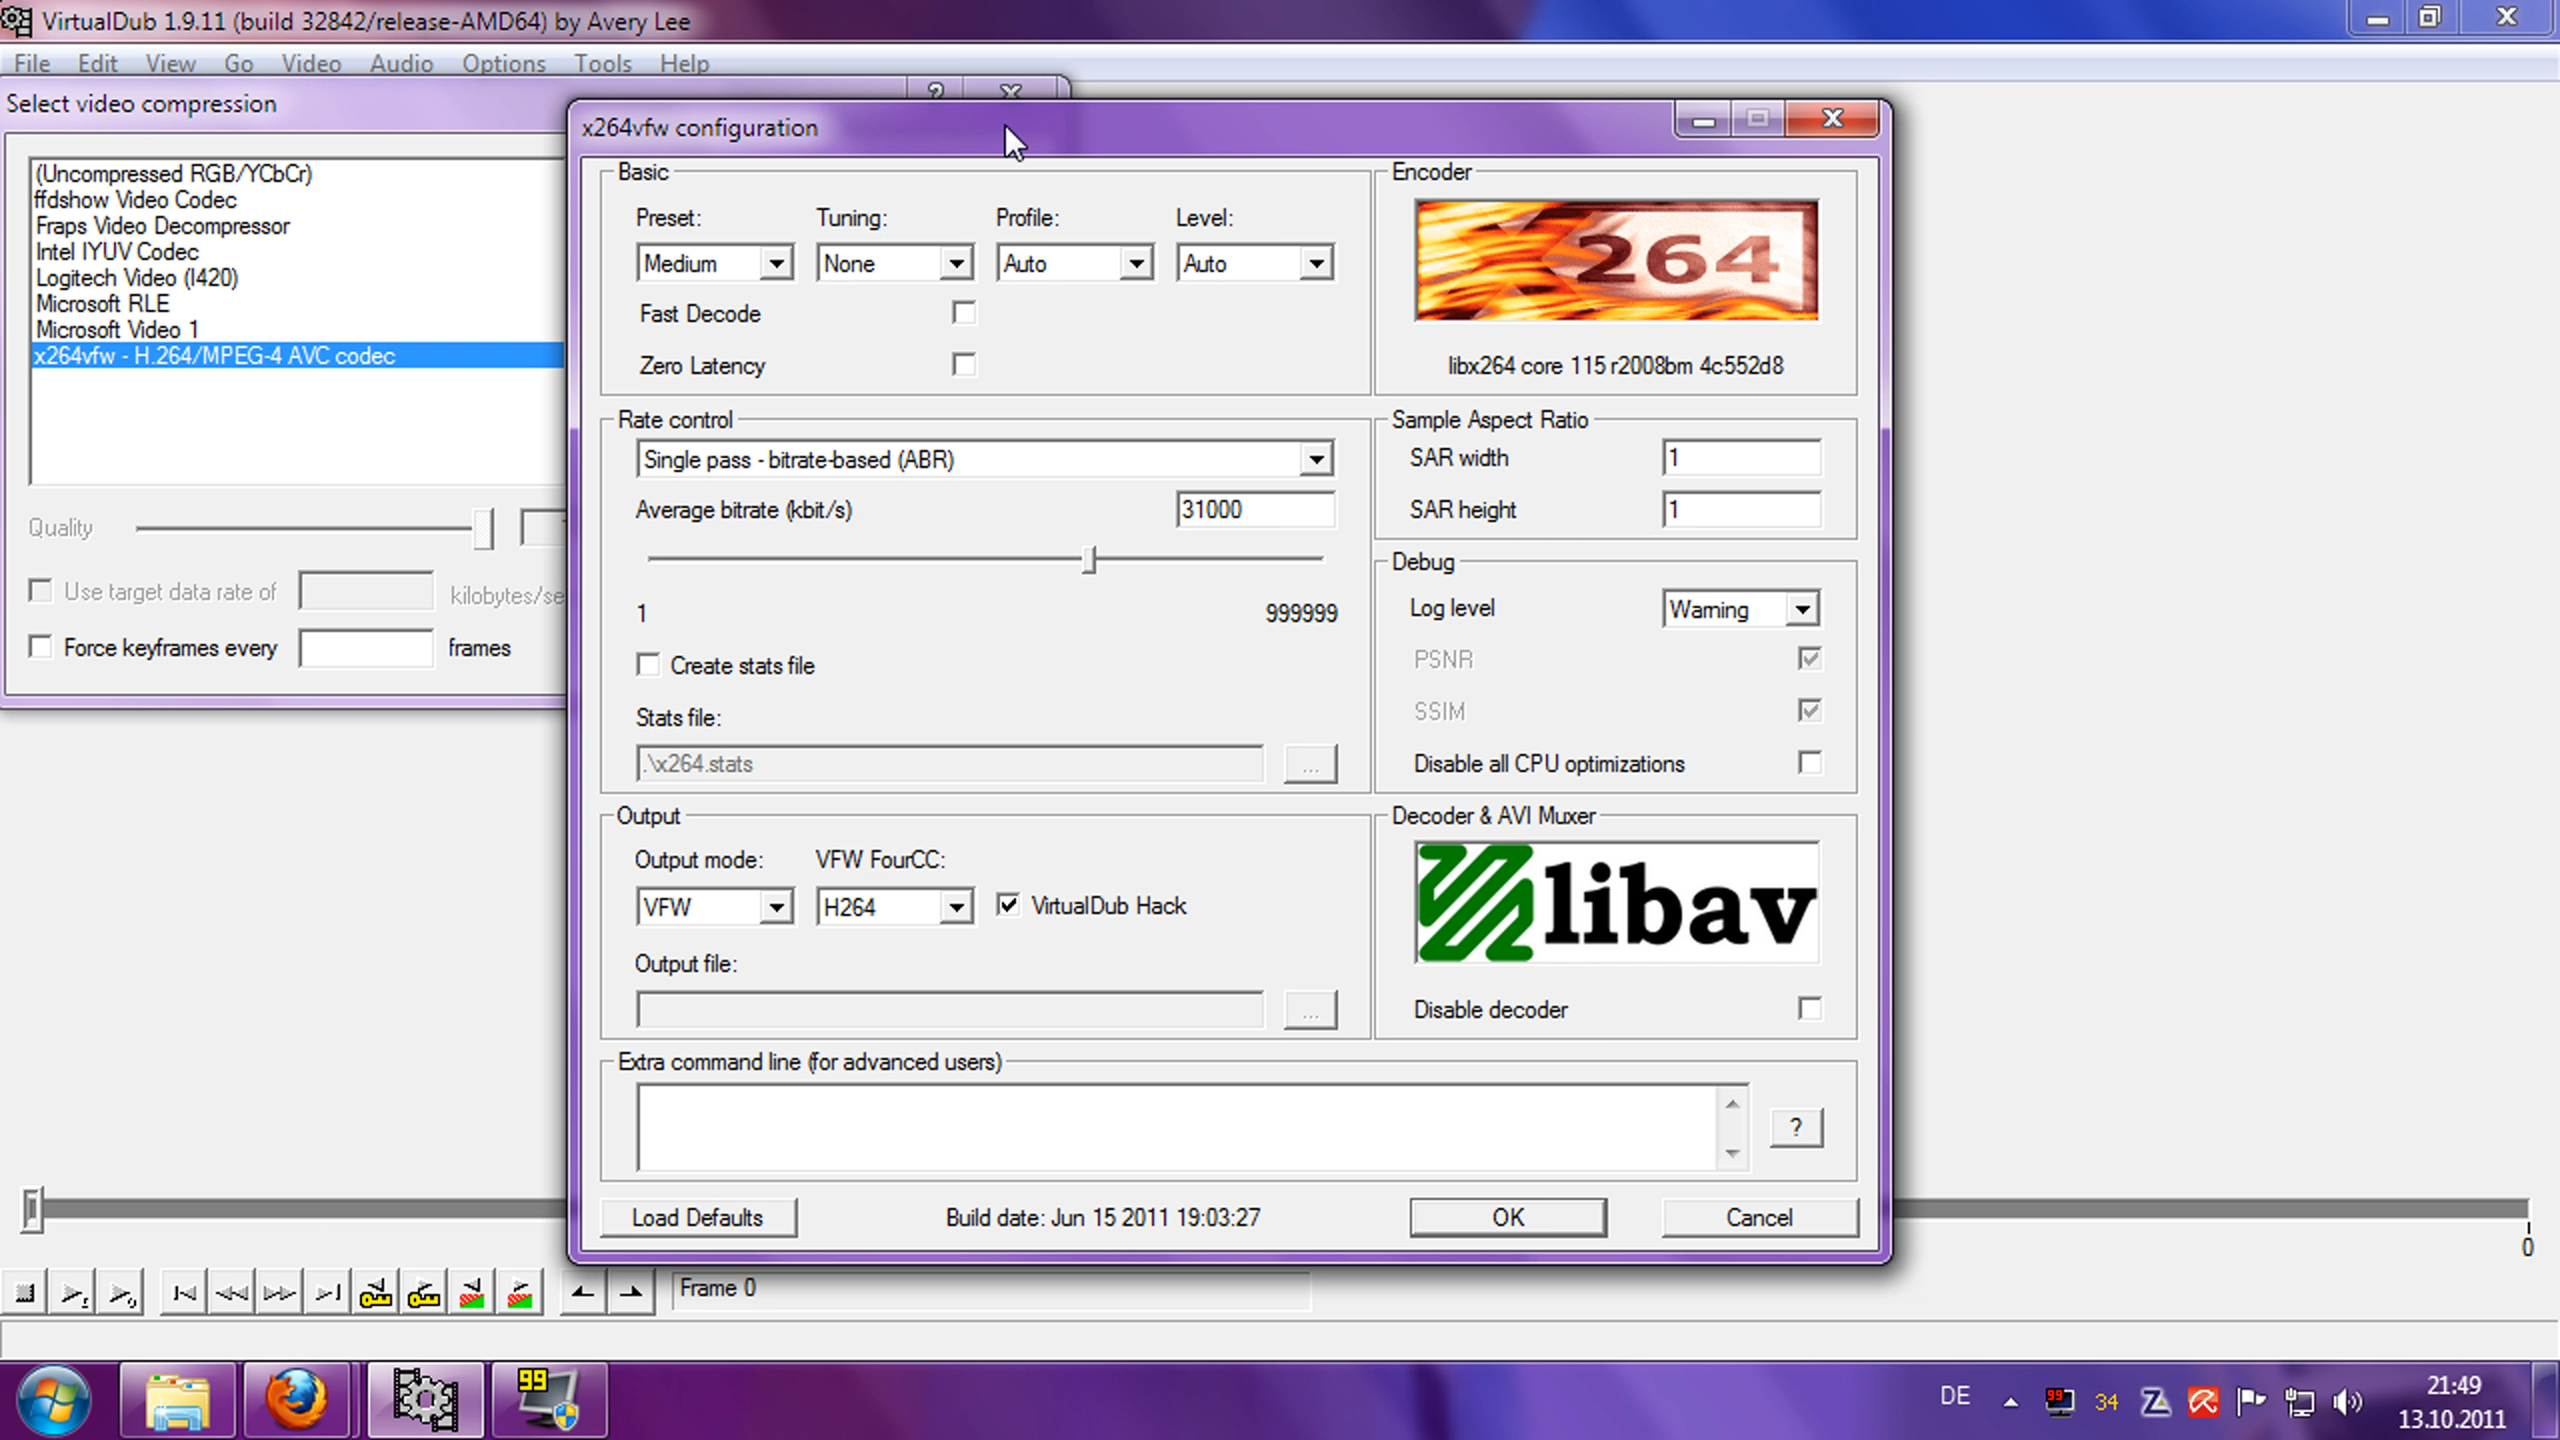 VirtualDub 1.9.11 (build 32842/release-AMD64) by Avery Lee
File Edit View Go Video Audio Options Tools Help
Select video compression
(Uncompressed RGB/YCbCr)
ffdshow Video Codec
Fraps Video Decompressor
Intel IYUV Codec
Logitech Video (I420)
Microsoft RLE
Microsoft Video 1
x264vfw - H.264/MPEG-4 AVC codec
Quality
Use target data rate of
kilobytes/se
Force keyframes every frames
x264vfw configuration
Basic
Preset: Tuning: Profile: Level:
Medium None Auto Auto
Fast Decode
Zero Latency
Encoder
x264
libx264 core 115 r2008bm 4c552d8
Rate control
Single pass - bitrate-based (ABR)
Average bitrate (kbit/s) 31000
1 999999
Create stats file
Stats file:
.\x264.stats
...
Sample Aspect Ratio
SAR width 1
SAR height 1
Debug
Log level Warning
PSNR
SSIM
Disable all CPU optimizations
Output
Output mode: VFW FourCC:
VFW H264 VirtualDub Hack
Output file:
...
Decoder & AVI Muxer
libav
Disable decoder
Extra command line (for advanced users)
?
Load Defaults Build date: Jun 15 2011 19:03:27 OK Cancel
0
Frame 0
99
DE 99 34 21:49
13.10.2011